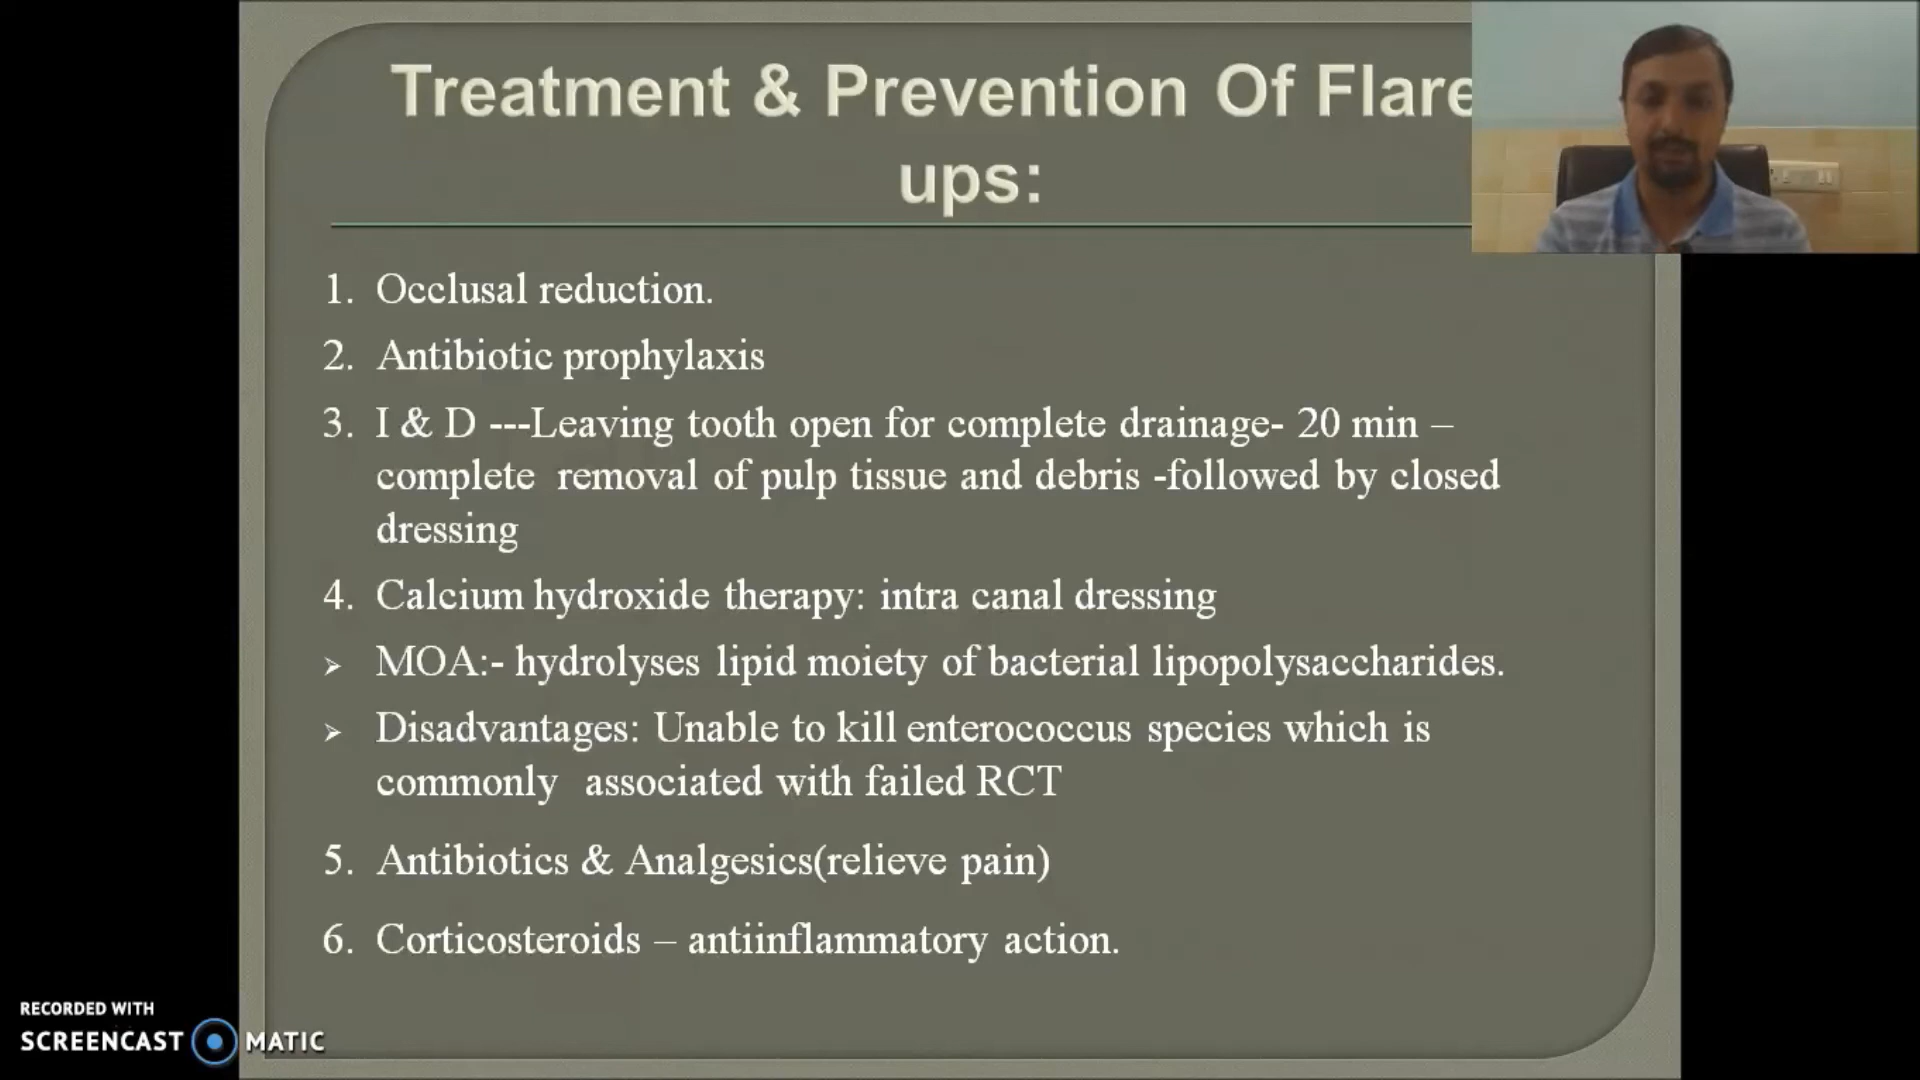 Treatment & Prevention Of Flare
ups:
1. Occlusal reduction.
2. Antibiotic prophylaxis
3. I & D ---Leaving tooth open for complete drainage- 20 min –
complete removal of pulp tissue and debris -followed by closed
dressing
4. Calcium hydroxide therapy: intra canal dressing
➢ MOA:- hydrolyses lipid moiety of bacterial lipopolysaccharides.
➢ Disadvantages: Unable to kill enterococcus species which is
commonly associated with failed RCT
5. Antibiotics & Analgesics(relieve pain)
6. Corticosteroids – antiinflammatory action.
RECORDED WITH
SCREENCAST MATIC